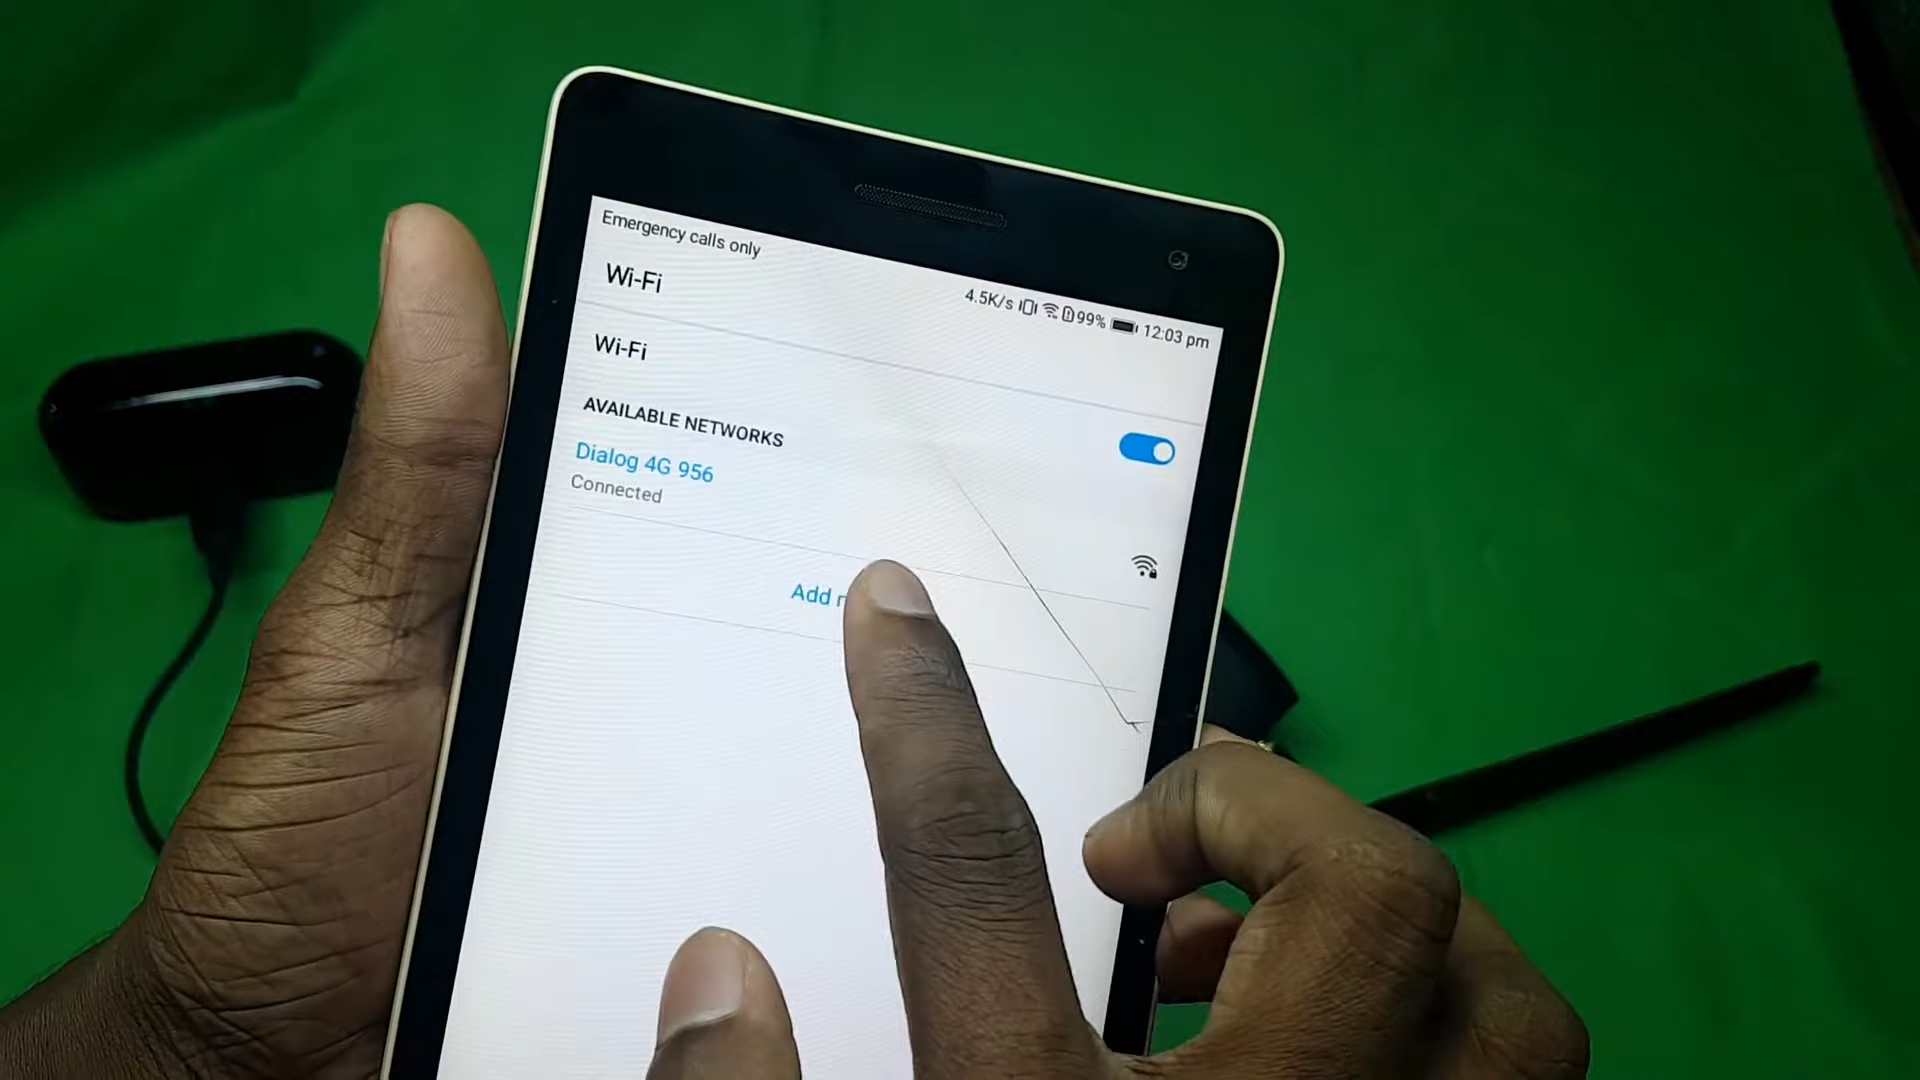 Emergency calls only
4.5K/s 99% 12:03 pm
Wi-Fi
Wi-Fi
AVAILABLE NETWORKS
Dialog 4G 956
Connected
Add